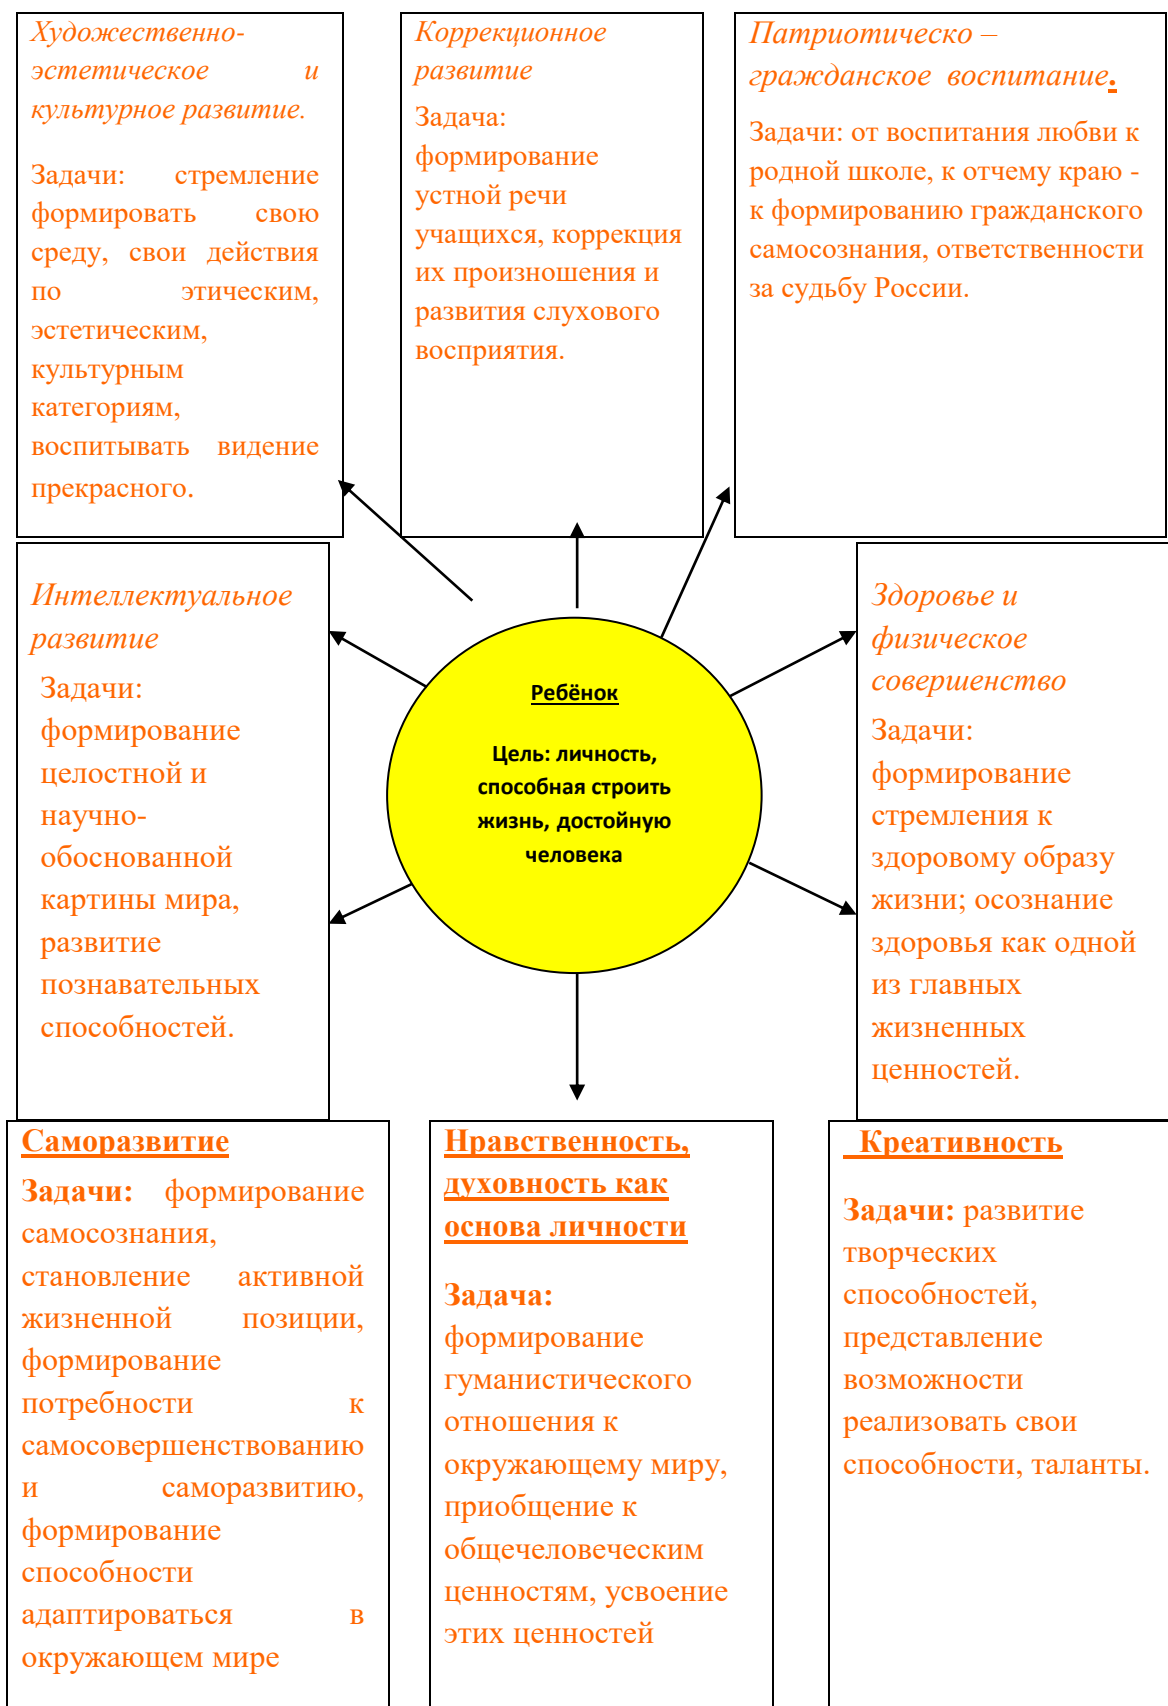 Художественно-
эстетическое и
культурное развитие.
Задачи: стремление
формировать свою
среду, свои действия
по этическим,
эстетическим,
культурным
категориям,
воспитывать видение
прекрасного.
Коррекционное
развитие
Задача:
формирование
устной речи
учащихся, коррекция
их произношения и
развития слухового
восприятия.
Патриотическо –
гражданское воспитание.
Задачи: от воспитания любви к
родной школе, к отчему краю -
к формированию гражданского
самосознания, ответственности
за судьбу России.
Интеллектуальное
развитие
Задачи:
формирование
целостной и
научно-
обоснованной
картины мира,
развитие
познавательных
способностей.
Ребёнок
Цель: личность,
способная строить
жизнь, достойную
человека
Здоровье и
физическое
совершенство
Задачи:
формирование
стремления к
здоровому образу
жизни; осознание
здоровья как одной
из главных
жизненных
ценностей.
Саморазвитие
Задачи: формирование
самосознания,
становление активной
жизненной позиции,
формирование
потребности к
самосовершенствованию
и саморазвитию,
формирование
способности
адаптироваться в
окружающем мире
Нравственность,
духовность как
основа личности
Задача:
формирование
гуманистического
отношения к
окружающему миру,
приобщение к
общечеловеческим
ценностям, усвоение
этих ценностей
Креативность
Задачи: развитие
творческих
способностей,
представление
возможности
реализовать свои
способности, таланты.